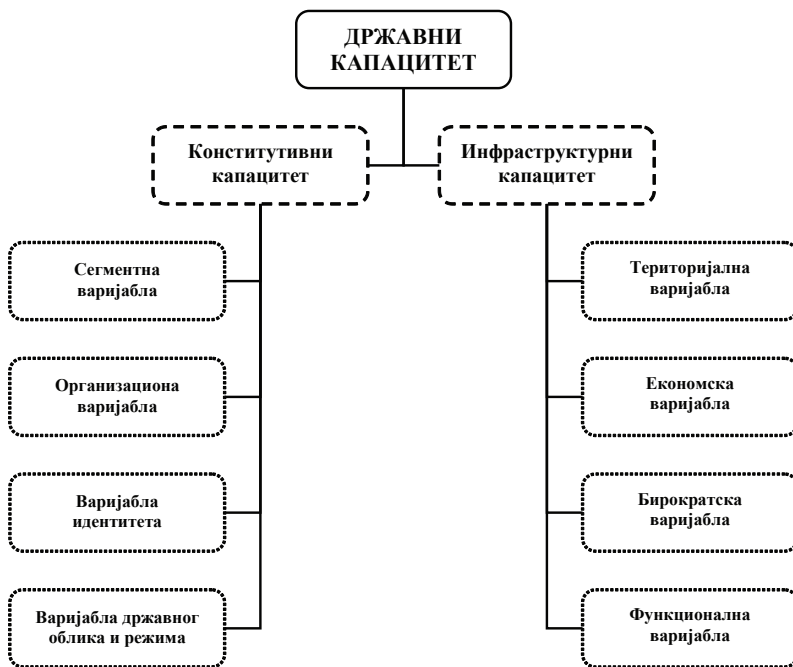 ДРЖАВНИ
КАПАЦИТЕТ
Конститутивни
капацитет
Инфраструктурни
капацитет
Сегментна
варијабла
Организациона
варијабла
Варијабла
идентитета
Варијабла државног
облика и режима
Територијална
варијабла
Економска
варијабла
Бирократска
варијабла
Функционална
варијабла